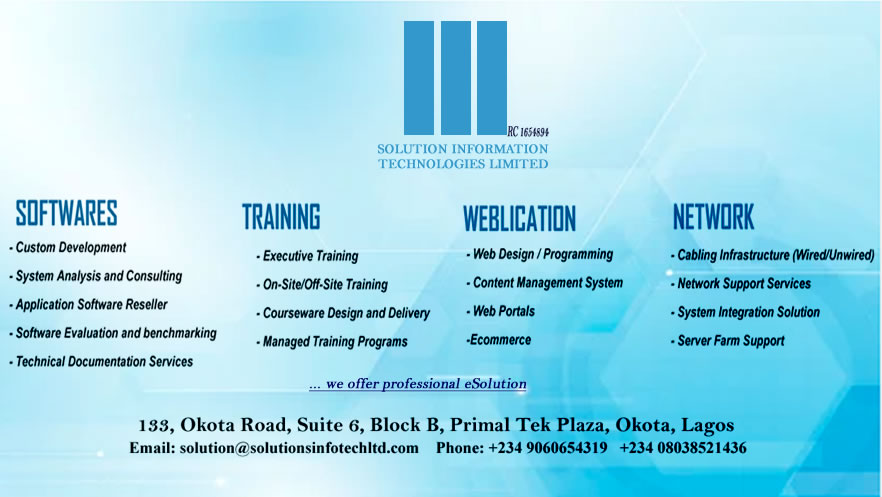 RC 1654894
SOLUTION INFORMATION
TECHNOLOGIES LIMITED
SOFTWARES
- Custom Development
- System Analysis and Consulting
- Application Software Reseller
- Software Evaluation and benchmarking
- Technical Documentation Services
TRAINING
- Executive Training
- On-Site/Off-Site Training
- Courseware Design and Delivery
- Managed Training Programs
WEBLICATION
- Web Design / Programming
- Content Management System
- Web Portals
-Ecommerce
NETWORK
- Cabling Infrastructure (Wired/Unwired)
- Network Support Services
- System Integration Solution
- Server Farm Support
... we offer professional eSolution
133, Okota Road, Suite 6, Block B, Primal Tek Plaza, Okota, Lagos
Email: solution@solutionsinfotechltd.com Phone: +234 9060654319 +234 08038521436